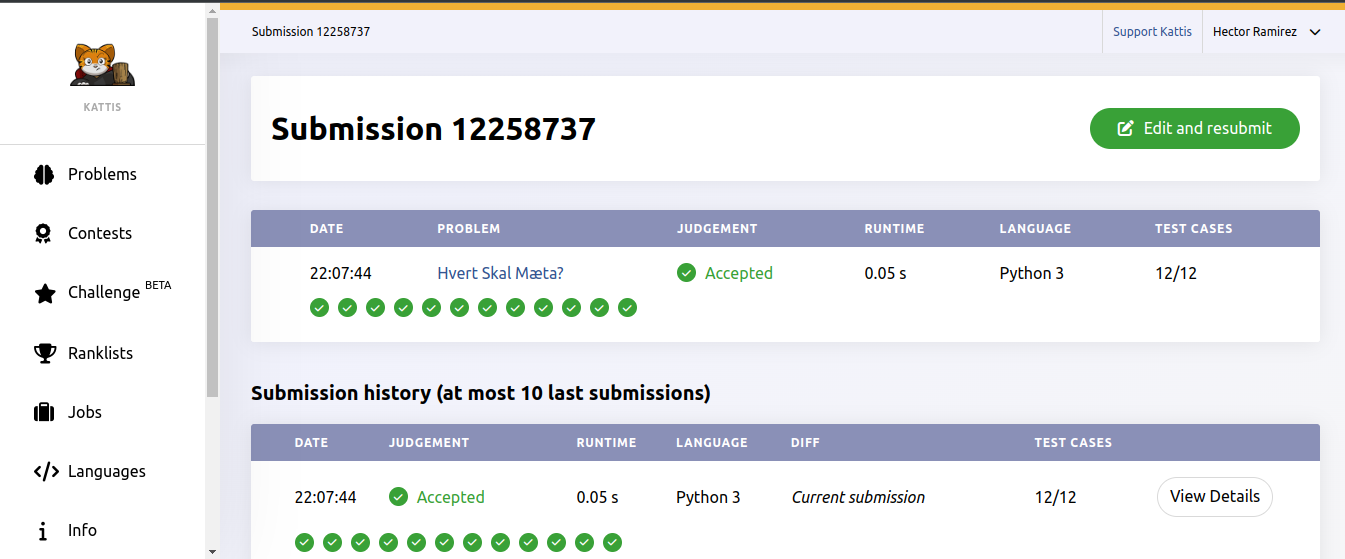 Submission 12258737
Support Kattis
Hector Ramirez
KATTIS
Problems
Contests
Challenge BETA
Ranklists
Jobs
Languages
Info
Submission 12258737
Edit and resubmit
DATE PROBLEM JUDGEMENT RUNTIME LANGUAGE TEST CASES
22:07:44 Hvert Skal Mæta? Accepted 0.05 s Python 3 12/12
Submission history (at most 10 last submissions)
DATE JUDGEMENT RUNTIME LANGUAGE DIFF TEST CASES
22:07:44 Accepted 0.05 s Python 3 Current submission 12/12 View Details